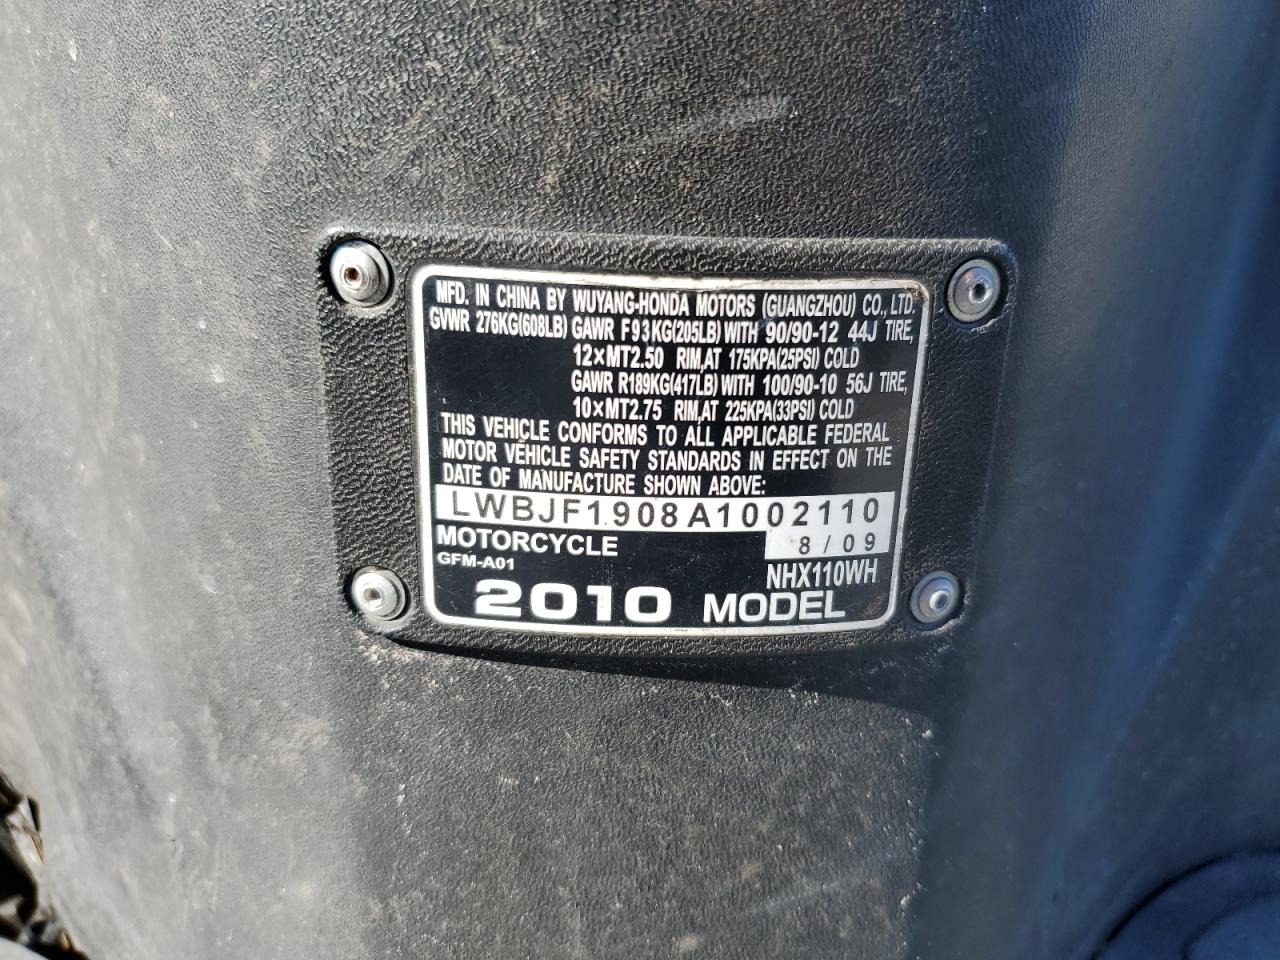 MFD. IN CHINA BY WUYANG-HONDA MOTORS (GUANGZHOU) CO., LTD.
GVWR 276KG(608LB) GAWR F93KG(205LB) WITH 90/90-12 44J TIRE,
12×MT2.50 RIM,AT 175KPA(25PSI) COLD
GAWR R189KG(417LB) WITH 100/90-10 56J TIRE,
10×MT2.75 RIM,AT 225KPA(33PSI) COLD
THIS VEHICLE CONFORMS TO ALL APPLICABLE FEDERAL
MOTOR VEHICLE SAFETY STANDARDS IN EFFECT ON THE
DATE OF MANUFACTURE SHOWN ABOVE:
LWBJF1908A1002110
MOTORCYCLE 8/09
GFM-A01 NHX110WH
2010 MODEL